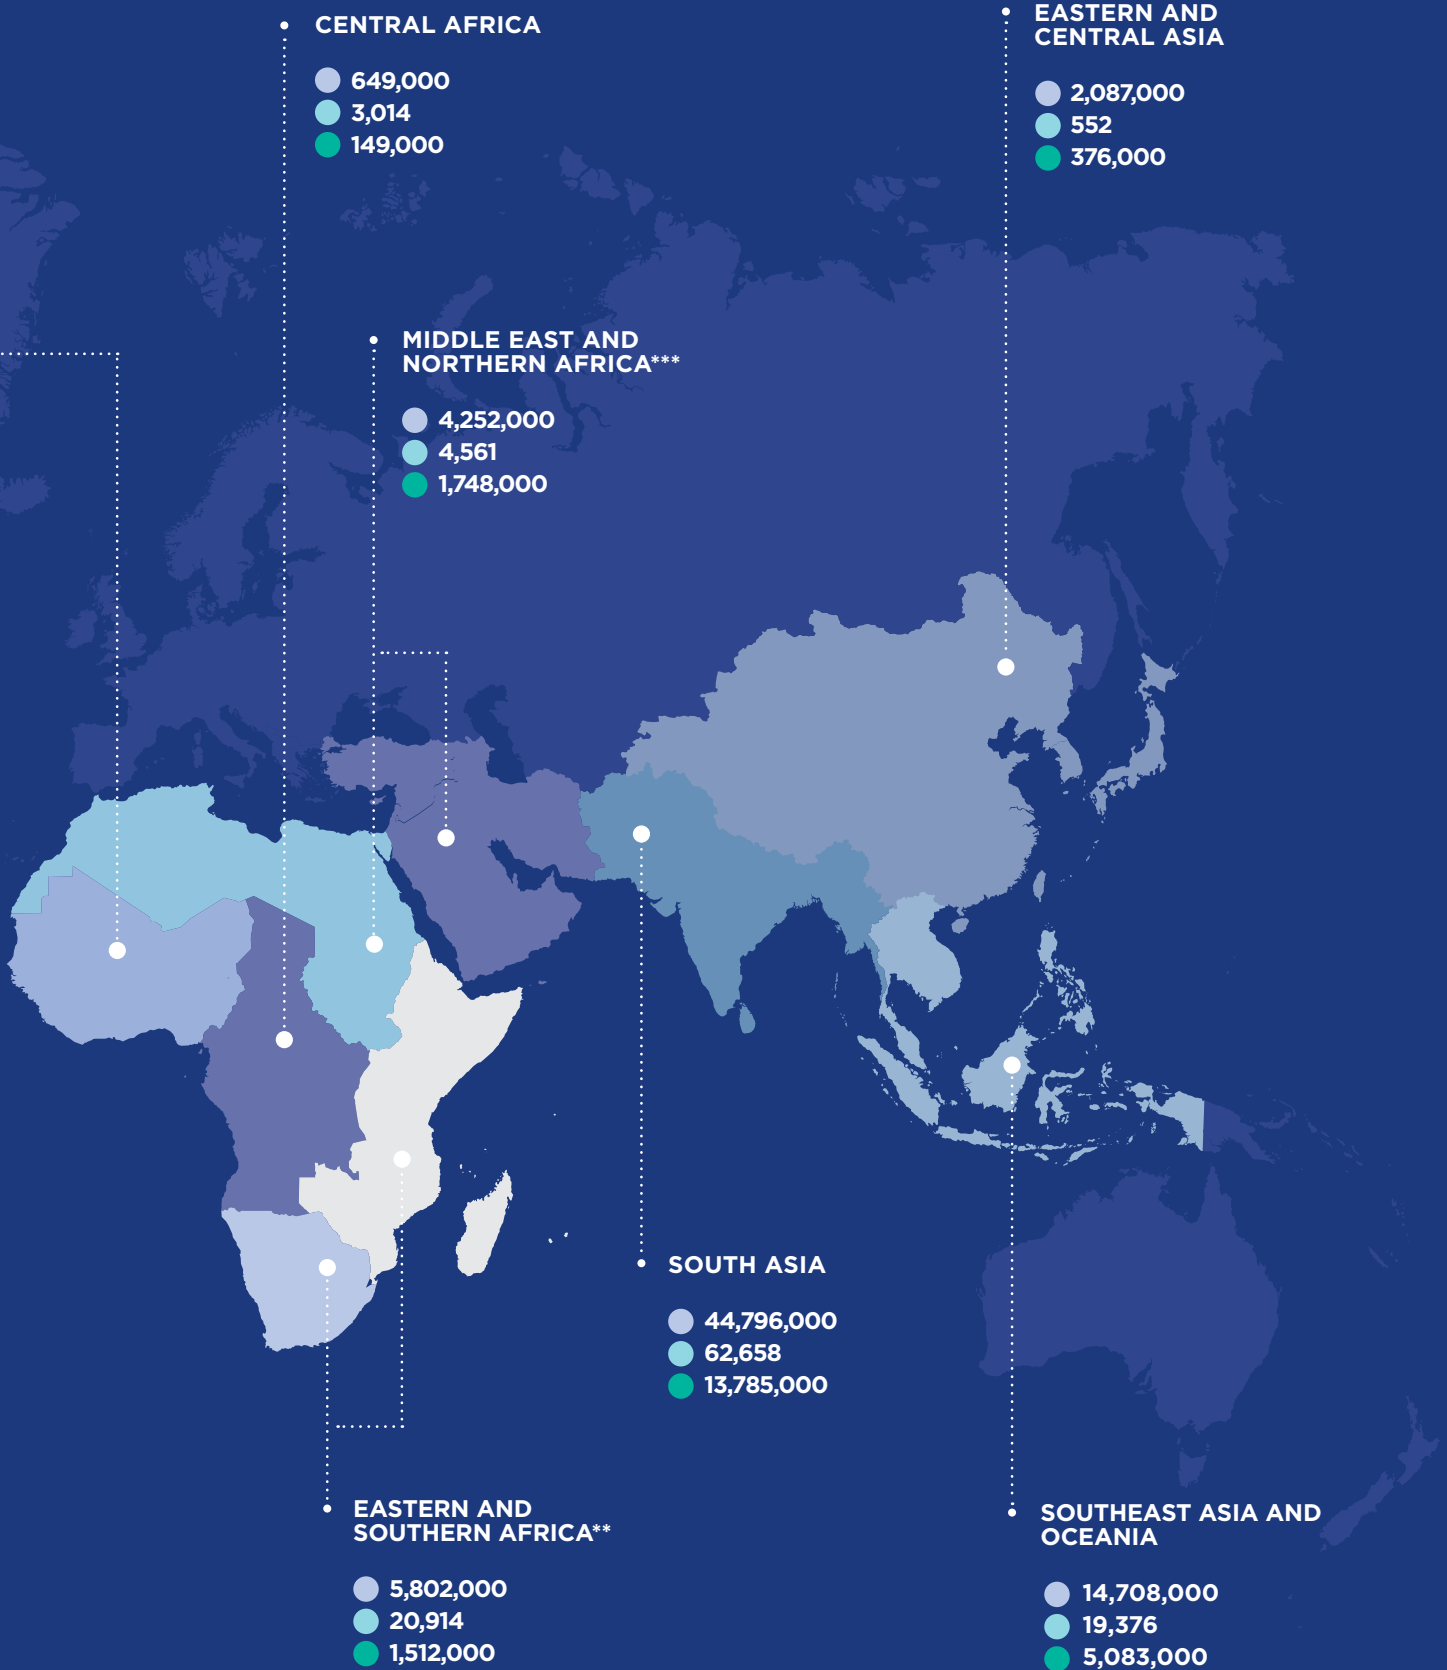 CENTRAL AFRICA
649,000
3,014
149,000
EASTERN AND
CENTRAL ASIA
2,087,000
552
376,000
MIDDLE EAST AND
NORTHERN AFRICA***
4,252,000
4,561
1,748,000
SOUTH ASIA
44,796,000
62,658
13,785,000
EASTERN AND
SOUTHERN AFRICA**
5,802,000
20,914
1,512,000
SOUTHEAST ASIA AND
OCEANIA
14,708,000
19,376
5,083,000